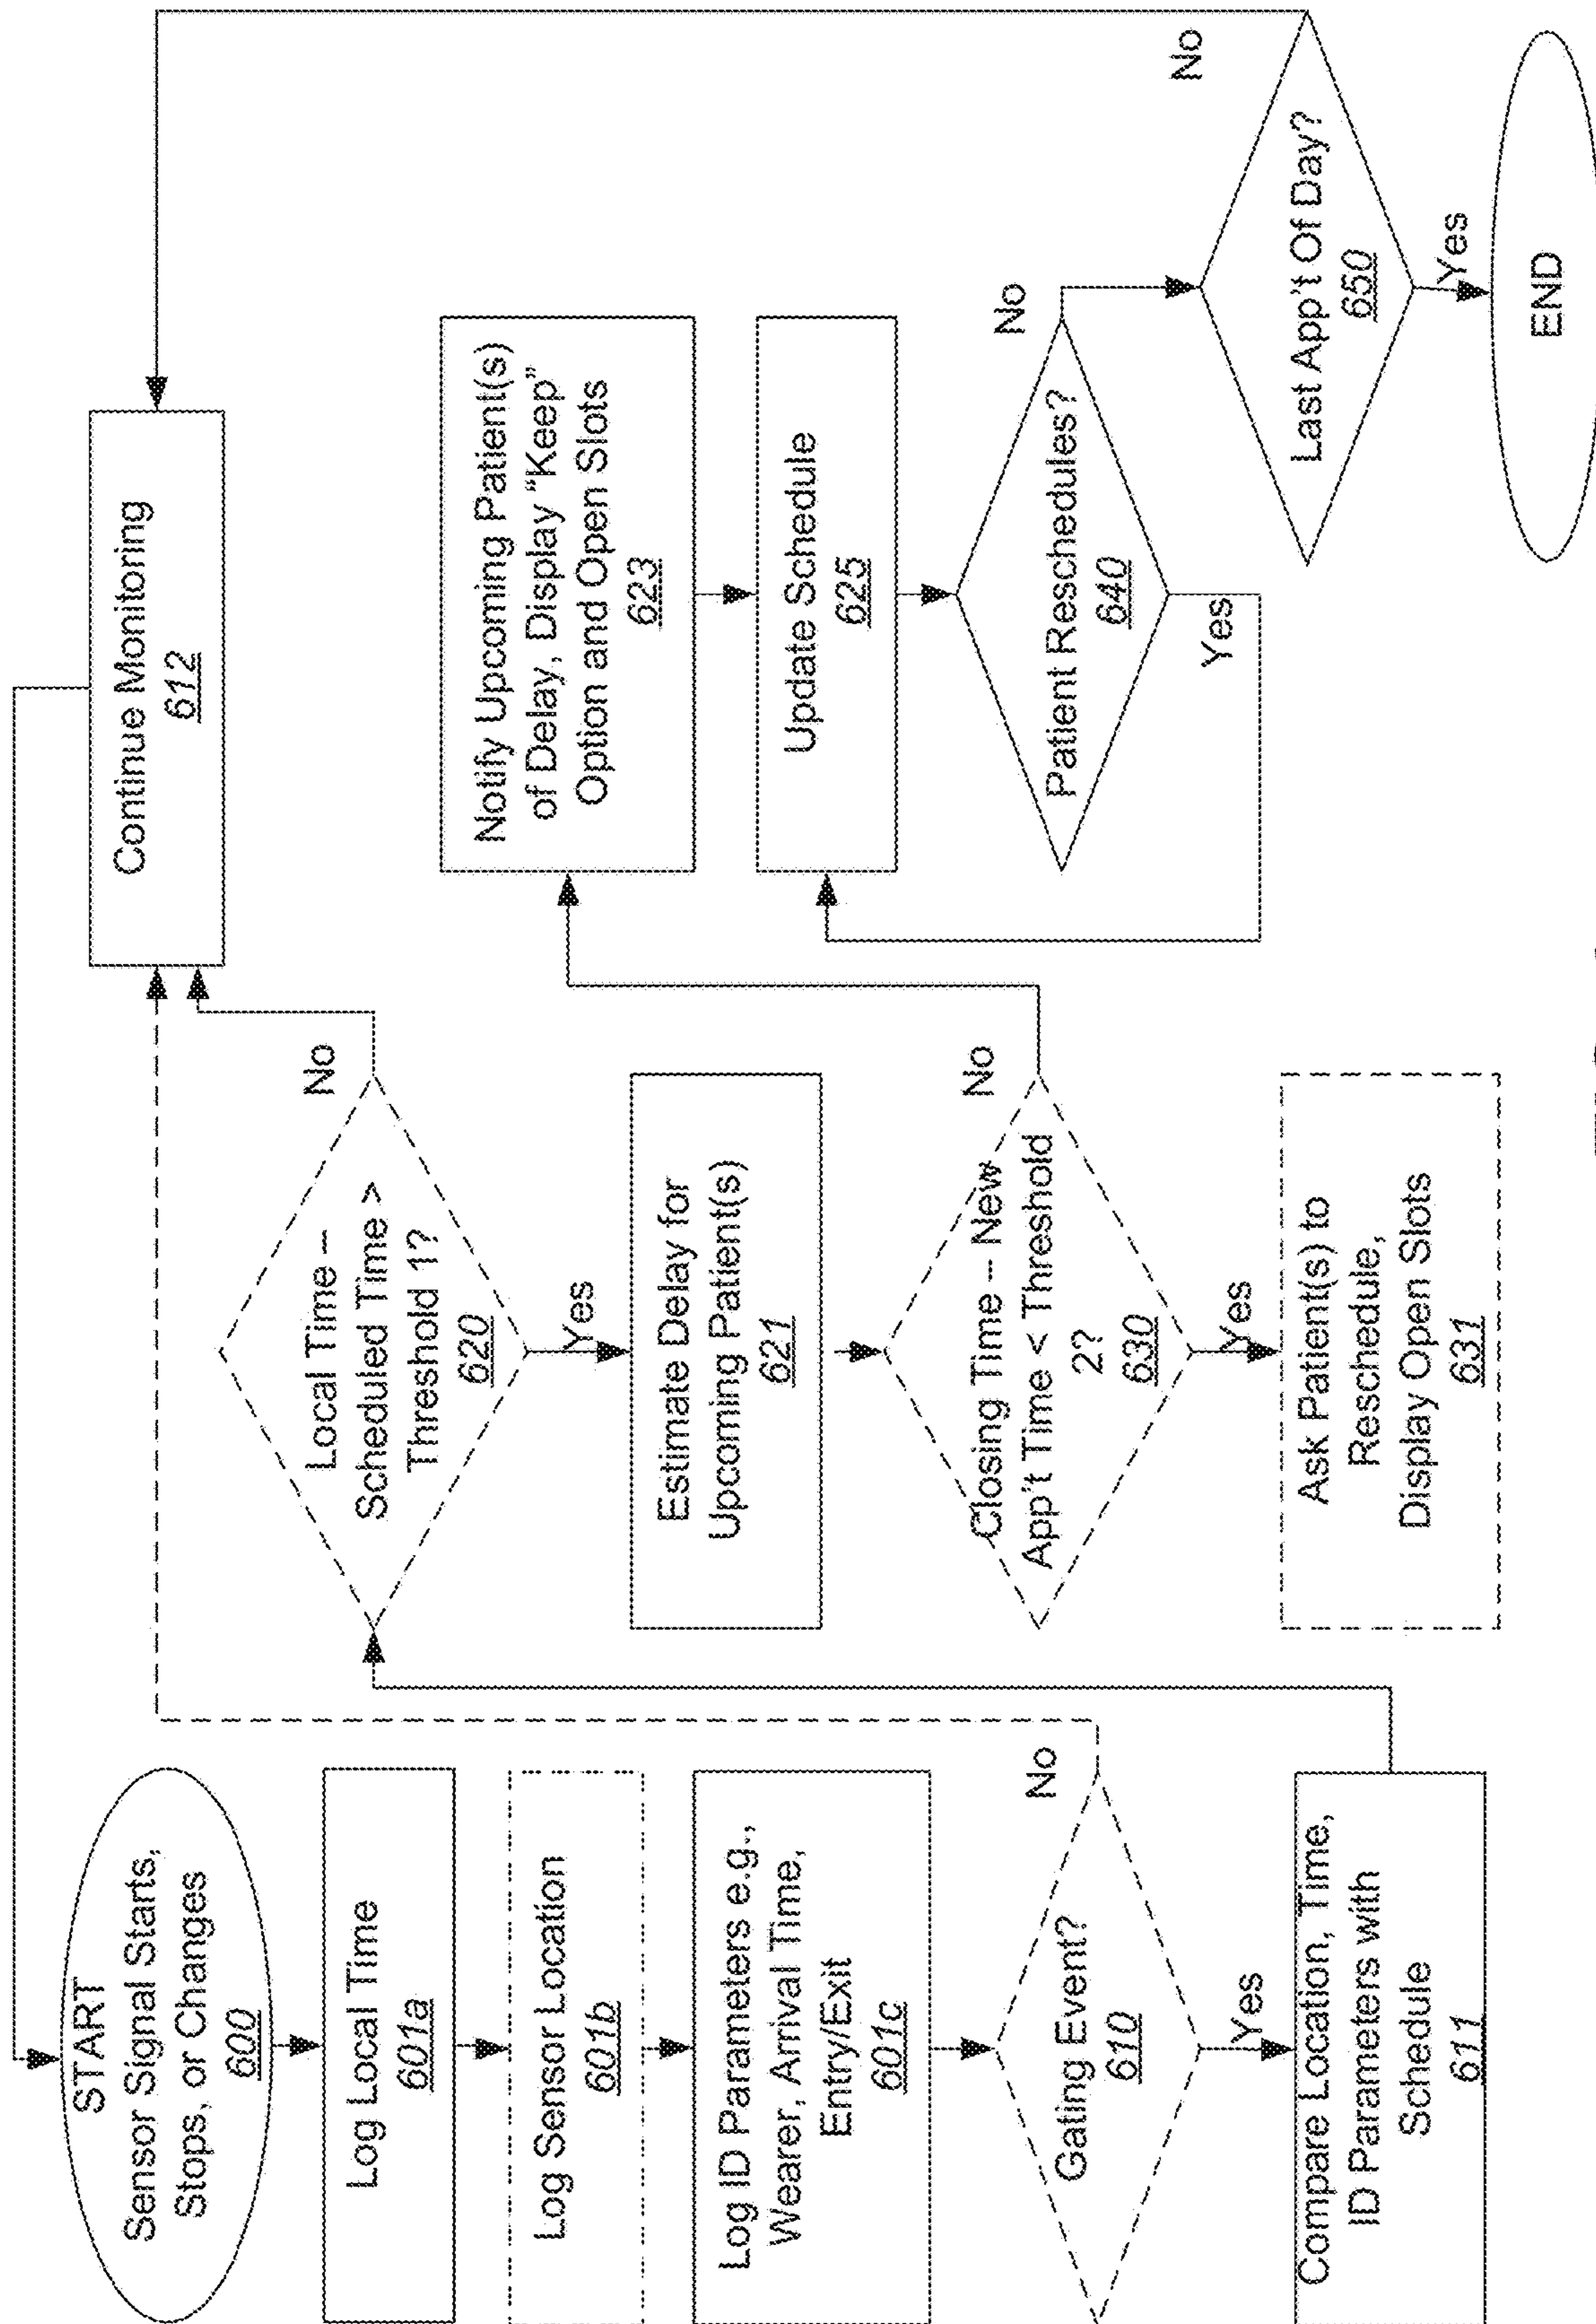 START
Sensor Signal Starts,
Stops, or Changes
600
Log Local Time
601a
Log Sensor Location
601b
Log ID Parameters e.g.,
Wearer, Arrival Time,
Entry/Exit
601c
Gating Event?
610
No
Yes
Compare Location, Time,
ID Parameters with
Schedule
611
Local Time –
Scheduled Time >
Threshold 1?
620
No
Yes
Estimate Delay for
Upcoming Patient(s)
621
Closing Time – New
App't Time < Threshold
2?
630
No
Yes
Ask Patient(s) to
Reschedule,
Display Open Slots
631
Continue Monitoring
612
Notify Upcoming Patient(s)
of Delay, Display “Keep”
Option and Open Slots
623
Update Schedule
625
Patient Reschedules?
640
No
Yes
Last App't Of Day?
650
No
Yes
END